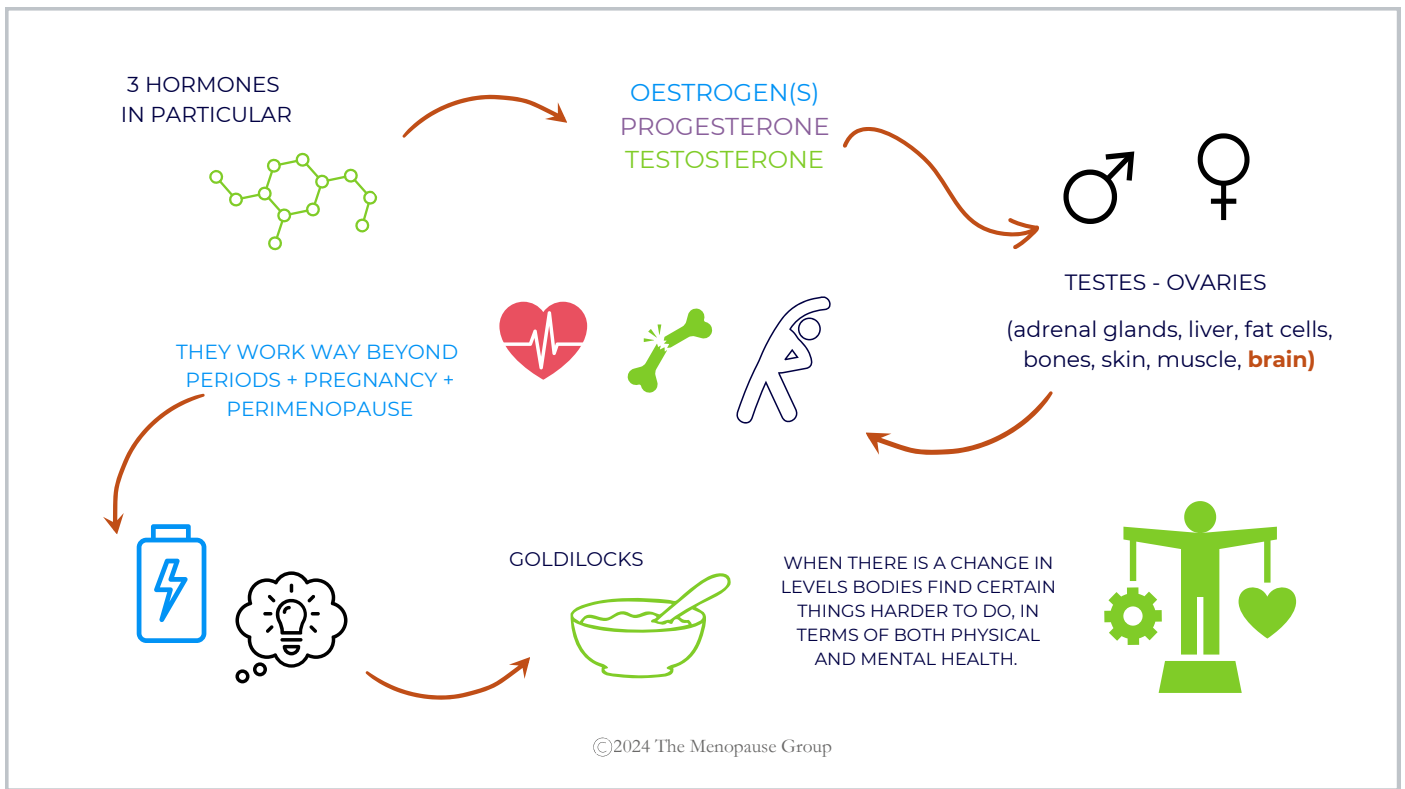 3 HORMONES
IN PARTICULAR
OESTROGEN(S)
PROGESTERONE
TESTOSTERONE
TESTES - OVARIES
(adrenal glands, liver, fat cells,
bones, skin, muscle, brain)
THEY WORK WAY BEYOND
PERIODS + PREGNANCY +
PERIMENOPAUSE
GOLDILOCKS
WHEN THERE IS A CHANGE IN
LEVELS BODIES FIND CERTAIN
THINGS HARDER TO DO, IN
TERMS OF BOTH PHYSICAL
AND MENTAL HEALTH.
©2024 The Menopause Group